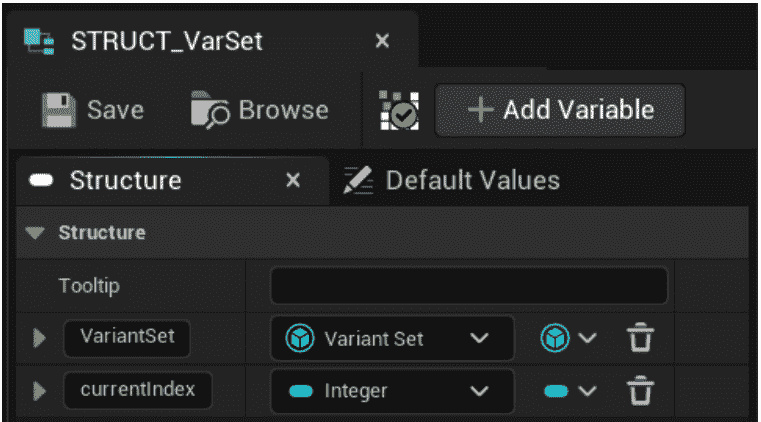 STRUCT_VarSet
Save Browse Add Variable
Structure Default Values
Structure
Tooltip
VariantSet Variant Set
currentIndex Integer